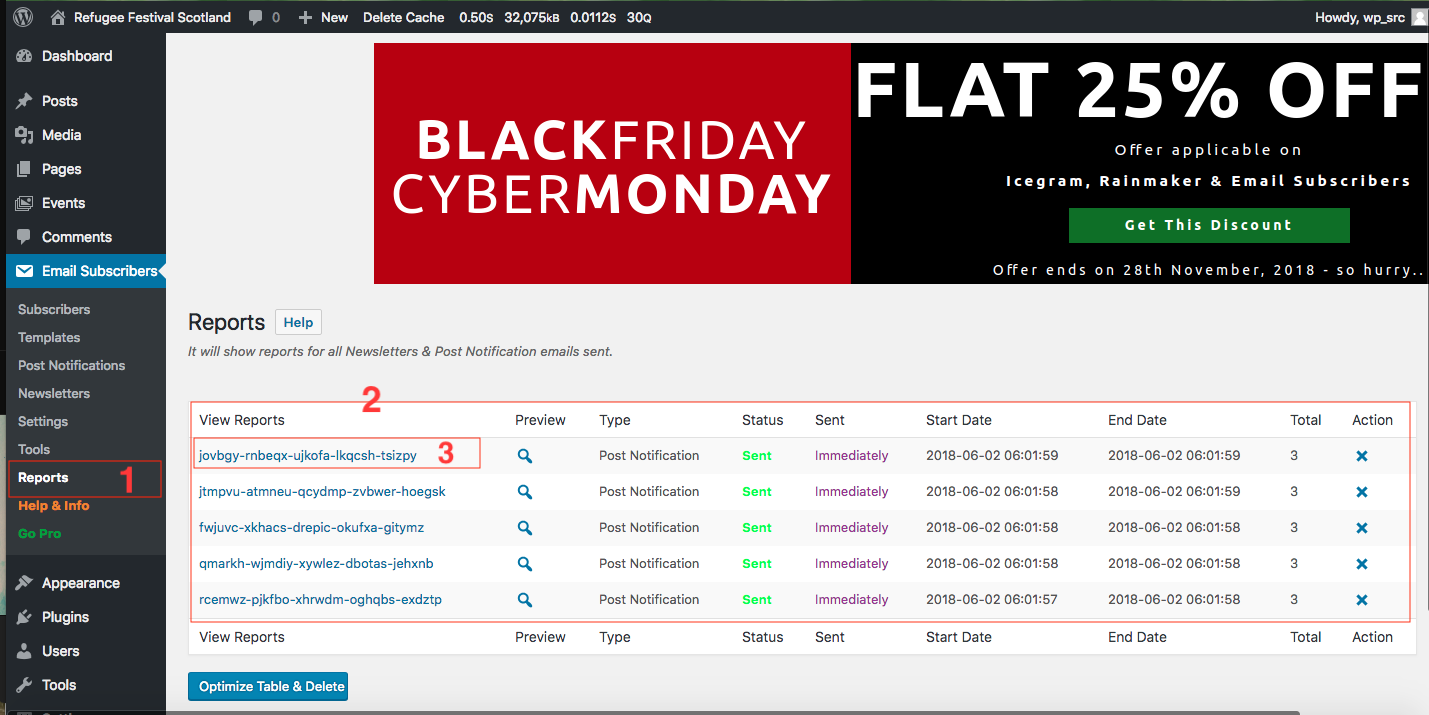 Refugee Festival Scotland 0 New Delete Cache 0.50S 32,075KB 0.0112S 30Q Howdy, wp_src
Dashboard
Posts
Media
Pages
Events
Comments
Email Subscribers
Subscribers
Templates
Post Notifications
Newsletters
Settings
Tools
Reports 1
Help & Info
Go Pro
Appearance
Plugins
Users
Tools
BLACKFRIDAY
CYBERMONDAY
FLAT 25% OFF
Offer applicable on
Icegram, Rainmaker & Email Subscribers
Get This Discount
Offer ends on 28th November, 2018 - so hurry..
Reports Help
It will show reports for all Newsletters & Post Notification emails sent.
2
View Reports Preview Type Status Sent Start Date End Date Total Action
jovbgy-rnbeqx-ujkofa-lkqcsh-tsizpy 3 Post Notification Sent Immediately 2018-06-02 06:01:59 2018-06-02 06:01:59 3
jtmpvu-atmneu-qcydmp-zvbwer-hoegsk Post Notification Sent Immediately 2018-06-02 06:01:58 2018-06-02 06:01:59 3
fwjuvc-xkhacs-drepic-okufxa-gitymz Post Notification Sent Immediately 2018-06-02 06:01:58 2018-06-02 06:01:58 3
qmarkh-wjmdiy-xywlez-dbotas-jehxnb Post Notification Sent Immediately 2018-06-02 06:01:58 2018-06-02 06:01:58 3
rcemwz-pjkfbo-xhrwdm-oghqbs-exdztp Post Notification Sent Immediately 2018-06-02 06:01:57 2018-06-02 06:01:58 3
View Reports Preview Type Status Sent Start Date End Date Total Action
Optimize Table & Delete